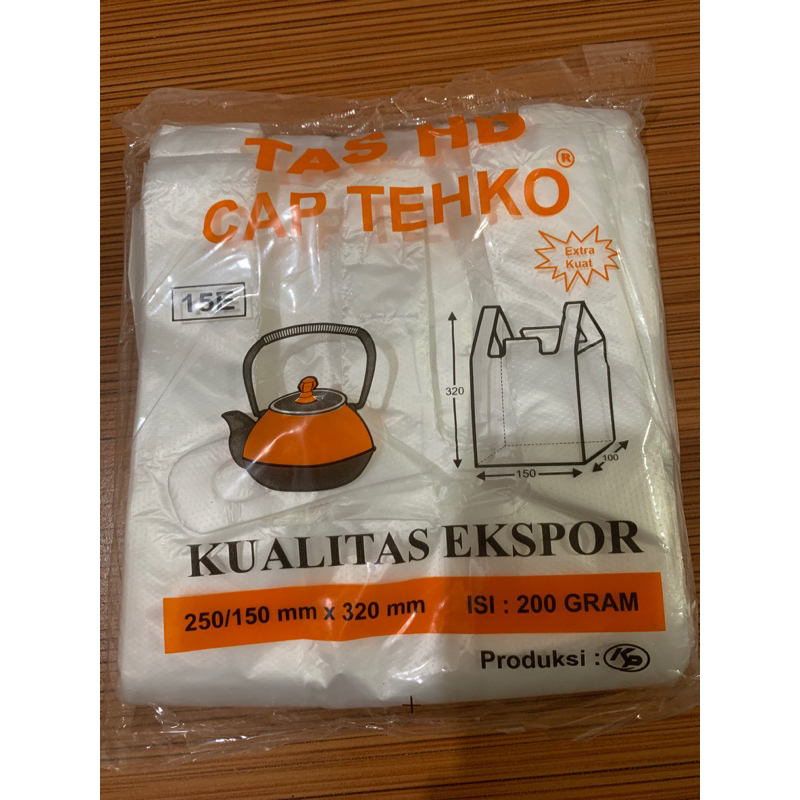 TAS HD
CAP TEHKO®
Extra
Kuat
15E
320
150
100
KUALITAS EKSPOR
250/150 mm x 320 mm ISI : 200 GRAM
Produksi : KP